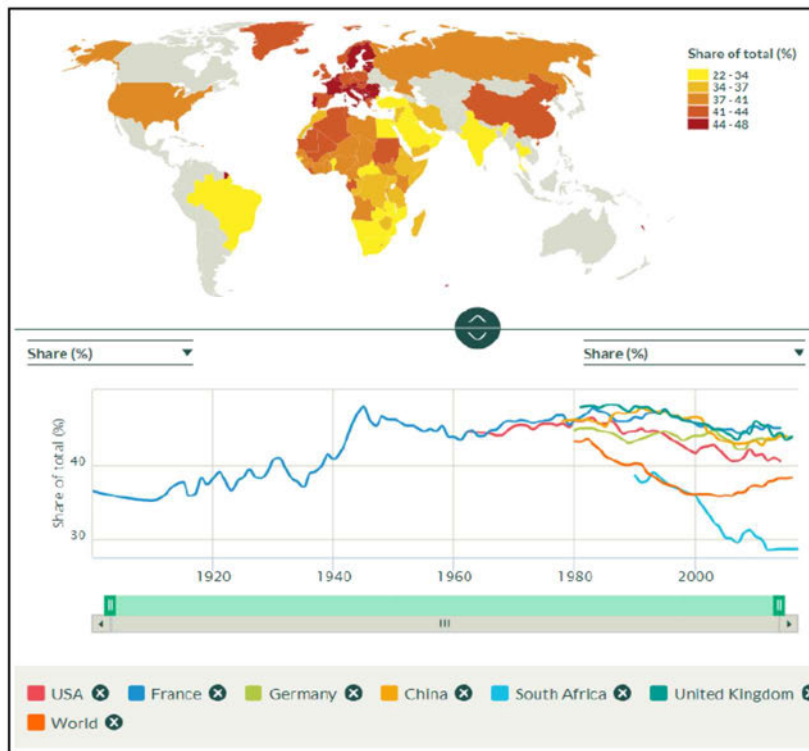 Share of total (%)
22 - 34
34 - 37
37 - 41
41 - 44
44 - 48
Share (%)
Share (%)
Share of total (%)
40
30
1920
1940
1960
1980
2000
USA
France
Germany
China
South Africa
United Kingdom
World